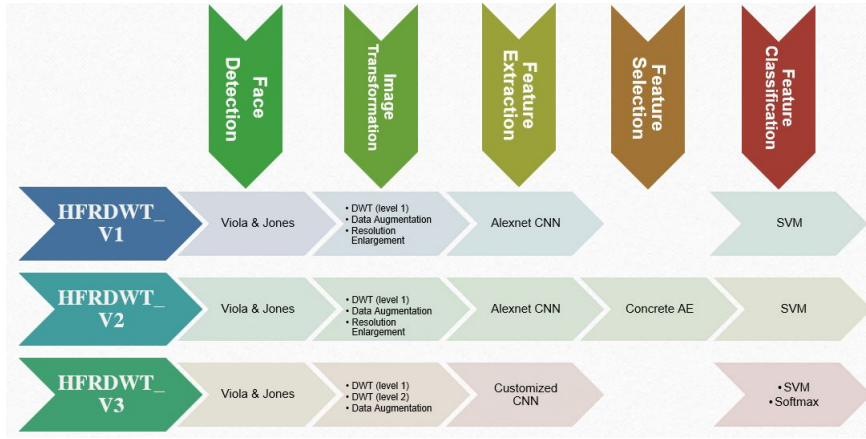 Face
Detection
Image
Transformation
Feature
Extraction
Feature
Selection
Feature
Classification
HFRDWT_
V1
Viola & Jones
• DWT (level 1)
• Data Augmentation
• Resolution
Enlargement
Alexnet CNN
SVM
HFRDWT_
V2
Viola & Jones
• DWT (level 1)
• Data Augmentation
• Resolution
Enlargement
Alexnet CNN
Concrete AE
SVM
HFRDWT_
V3
Viola & Jones
• DWT (level 1)
• DWT (level 2)
• Data Augmentation
Customized
CNN
• SVM
• Softmax